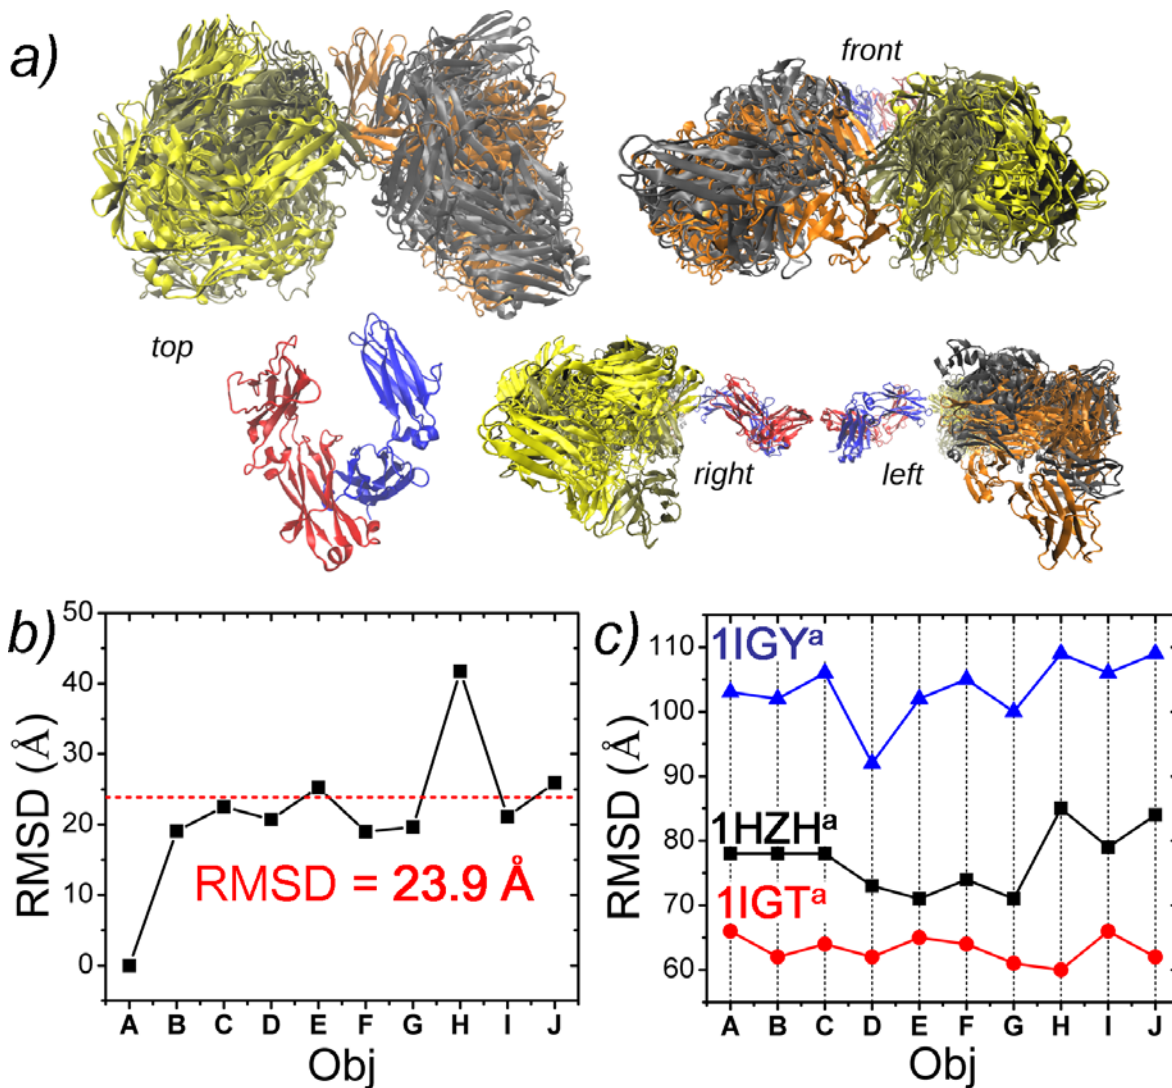 a)
front
top
right
left
b)
50
40
30
20
10
0
RMSD (Å)
RMSD = 23.9 Å
A B C D E F G H I J
Obj
c)
110
100
90
80
70
60
RMSD (Å)
1IGYª
1HZHª
1IGTª
A B C D E F G H I J
Obj